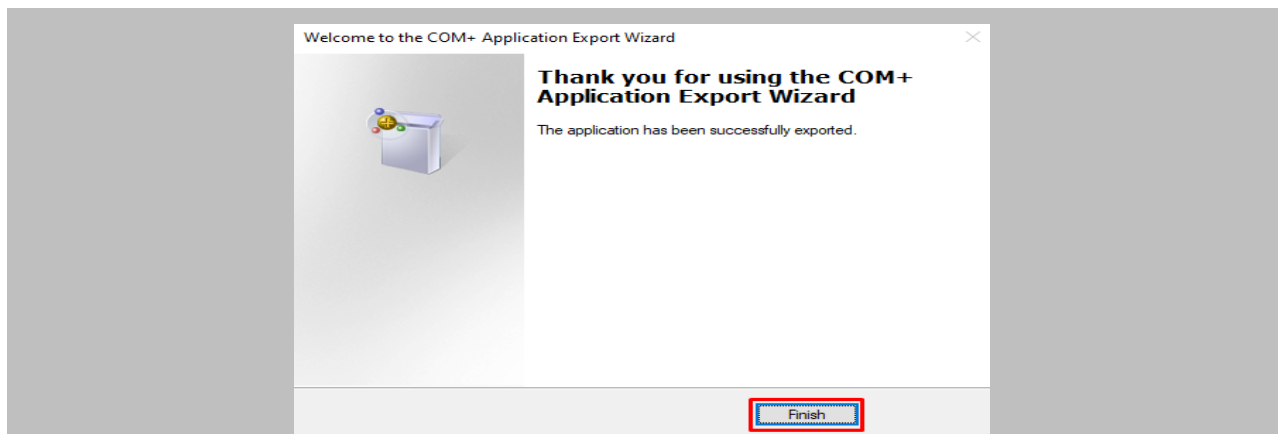 Welcome to the COM+ Application Export Wizard
Thank you for using the COM+
Application Export Wizard
The application has been successfully exported.
Finish